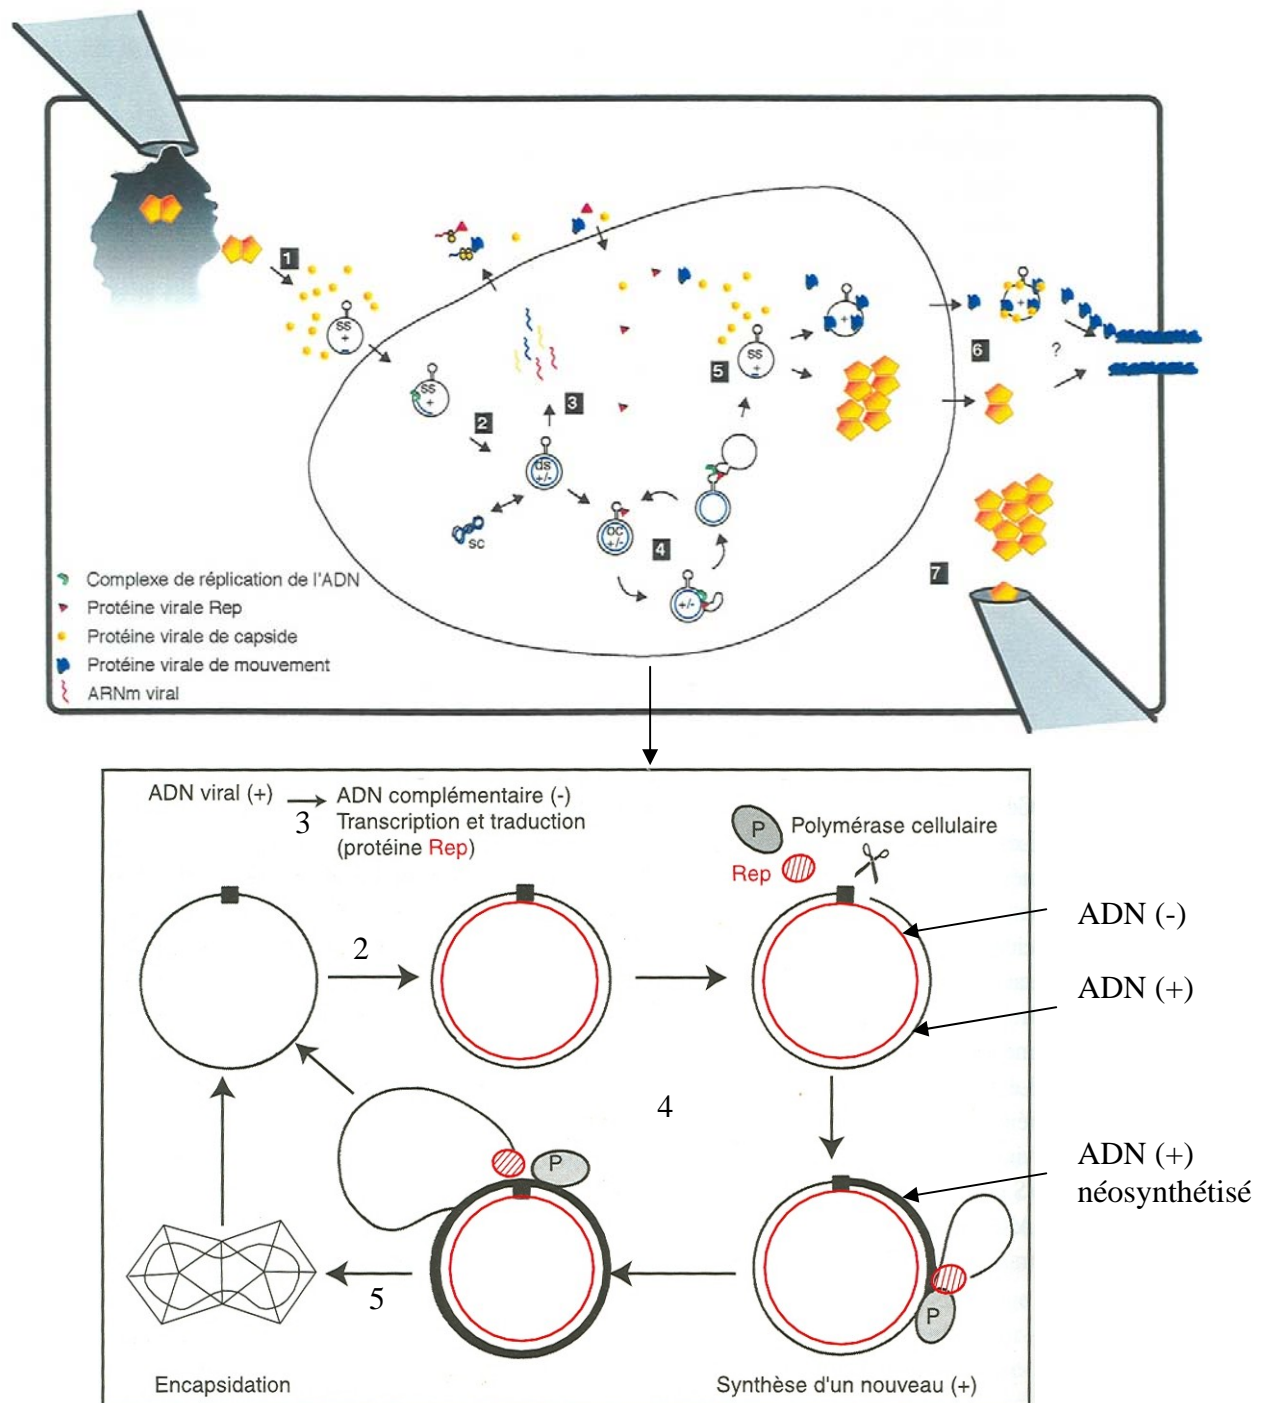 1
ss
+
ss
+
2
3
ds
+/-
sc
oc
+/-
4
+/-
5
ss
+
+
6
+
?
7
Complexe de réplication de l'ADN
Protéine virale Rep
Protéine virale de capside
Protéine virale de mouvement
ARNm viral
ADN viral (+)
3
ADN complémentaire (-)
Transcription et traduction
(protéine Rep)
P
Polymérase cellulaire
Rep
2
ADN (-)
ADN (+)
4
ADN (+)
néosynthétisé
P
P
5
Encapsidation
Synthèse d'un nouveau (+)